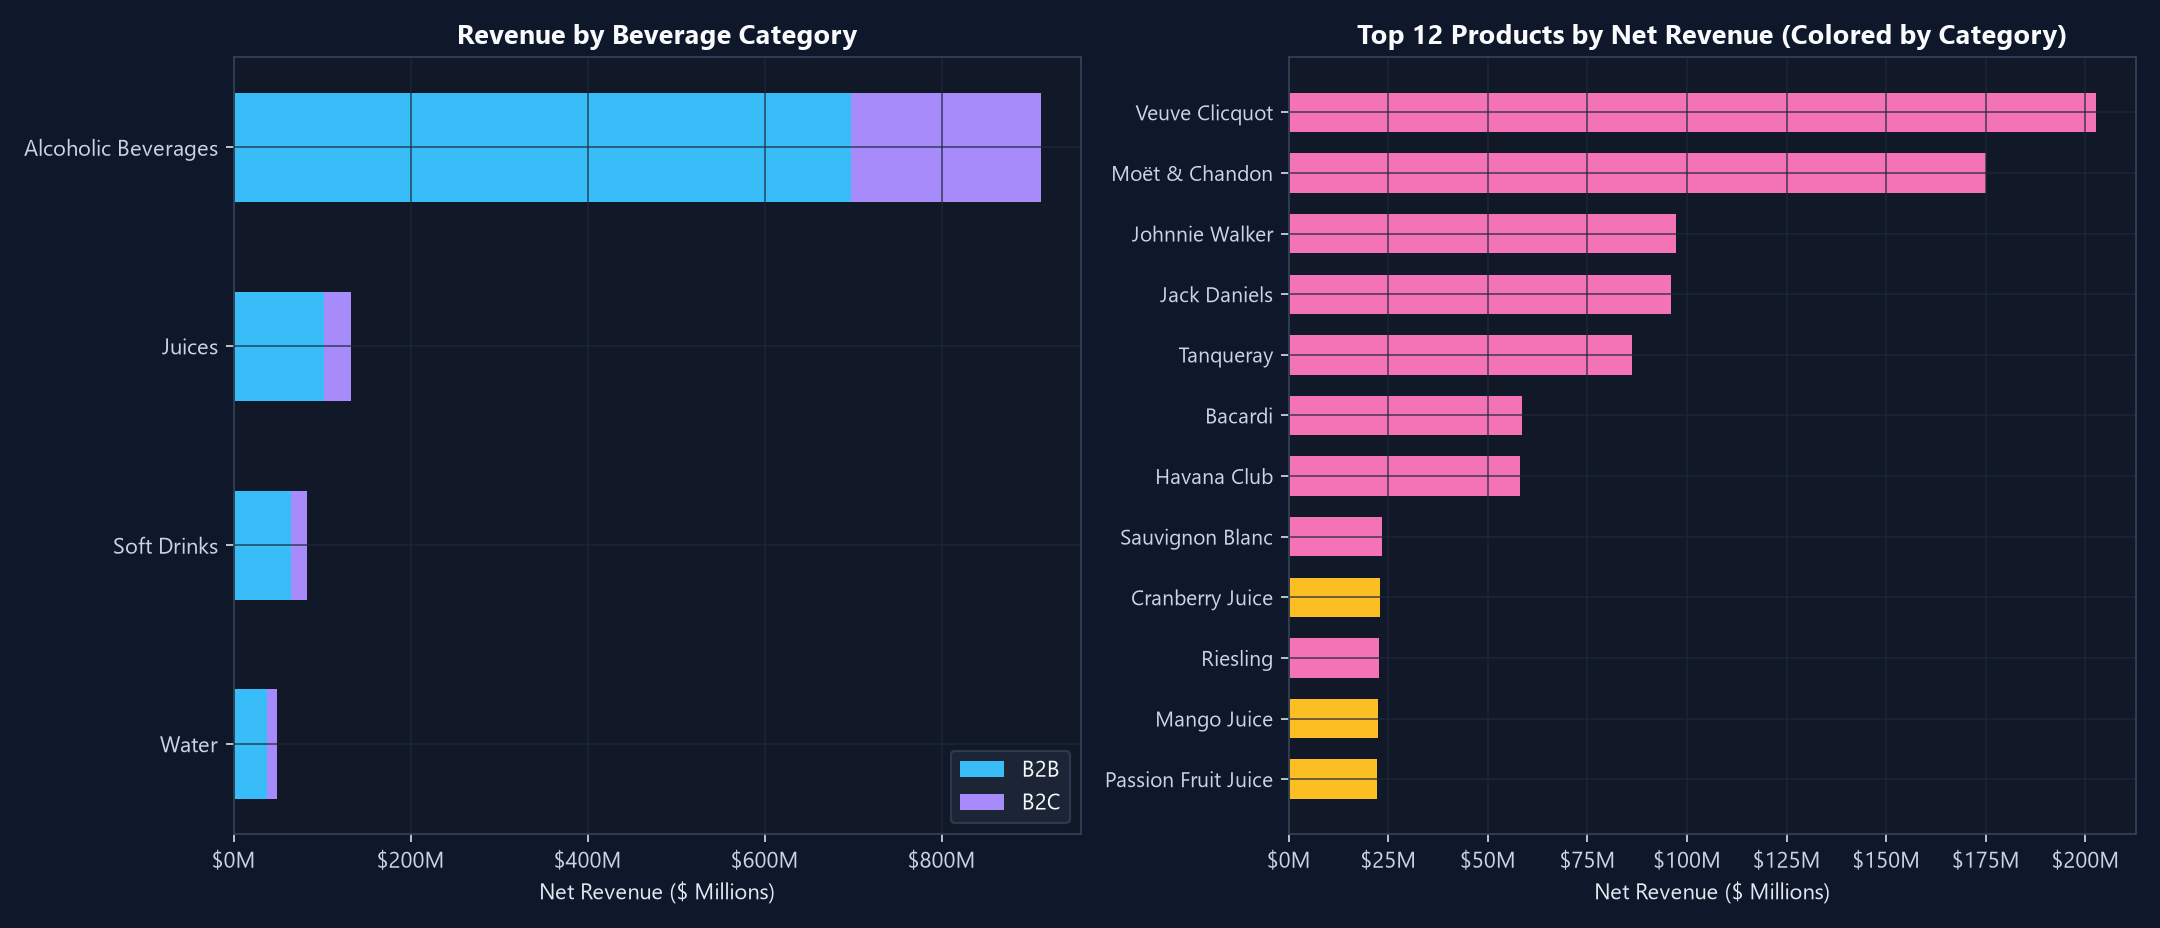 Revenue by Beverage Category
Alcoholic Beverages
Juices
Soft Drinks
Water
B2B
B2C
$0M $200M $400M $600M $800M
Net Revenue ($ Millions)
Top 12 Products by Net Revenue (Colored by Category)
Veuve Clicquot
Moët & Chandon
Johnnie Walker
Jack Daniels
Tanqueray
Bacardi
Havana Club
Sauvignon Blanc
Cranberry Juice
Riesling
Mango Juice
Passion Fruit Juice
$0M $25M $50M $75M $100M $125M $150M $175M $200M
Net Revenue ($ Millions)